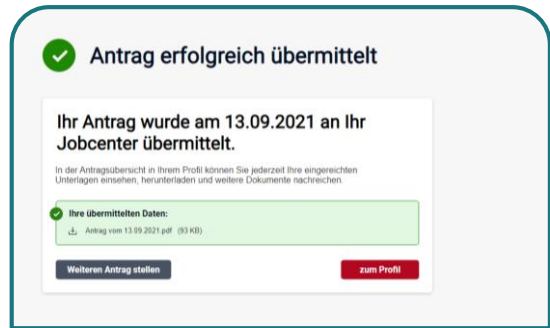 Antrag erfolgreich übermittelt
Ihr Antrag wurde am 13.09.2021 an Ihr
Jobcenter übermittelt.
In der Antragsübersicht in Ihrem Profil können Sie jederzeit Ihre eingereichten
Unterlagen einsehen, herunterladen und weitere Dokumente nachreichen.
Ihre übermittelten Daten:
Antrag vom 13.09.2021.pdf (93 KB)
Weiteren Antrag stellen
zum Profil